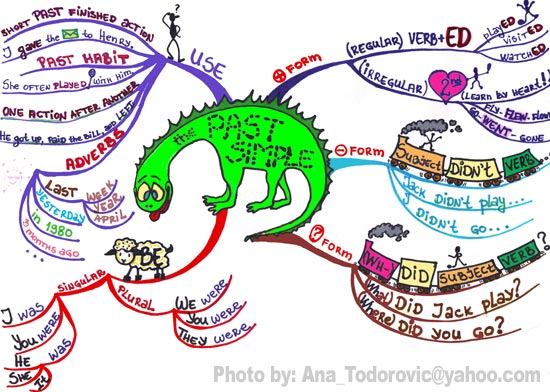 the
PAST
SIMPLE
USE
SHORT PAST FINISHED ACTION
I gave the to Henry.
PAST HABIT
SHE OFTEN PLAYED with HIM
ONE ACTION AFTER ANOTHER
He got up, paid the bill and left
ADVERBS
LAST
WEEK
YEAR
APRIL
YESTERDAY
in 1980
3 months ago
...
+ FORM
(REGULAR) VERB+ED
playED
visitED
watchED
(IRREGULAR) 2nd (LEARN by HEART!!)
FLY-FLEW-FLOWN
GO-WENT-GONE
- FORM
SUBJECT DIDN'T VERB
Jack DIDN'T play...
I DIDN'T go...
? FORM
(WH-) DID SUBJECT VERB ?
(Why) DID Jack play?
(Where) DID you go?
BE
SINGULAR
I was
You were
He
She
It
was
PLURAL
We were
You were
They were
Photo by: Ana_Todorovic@yahoo.com